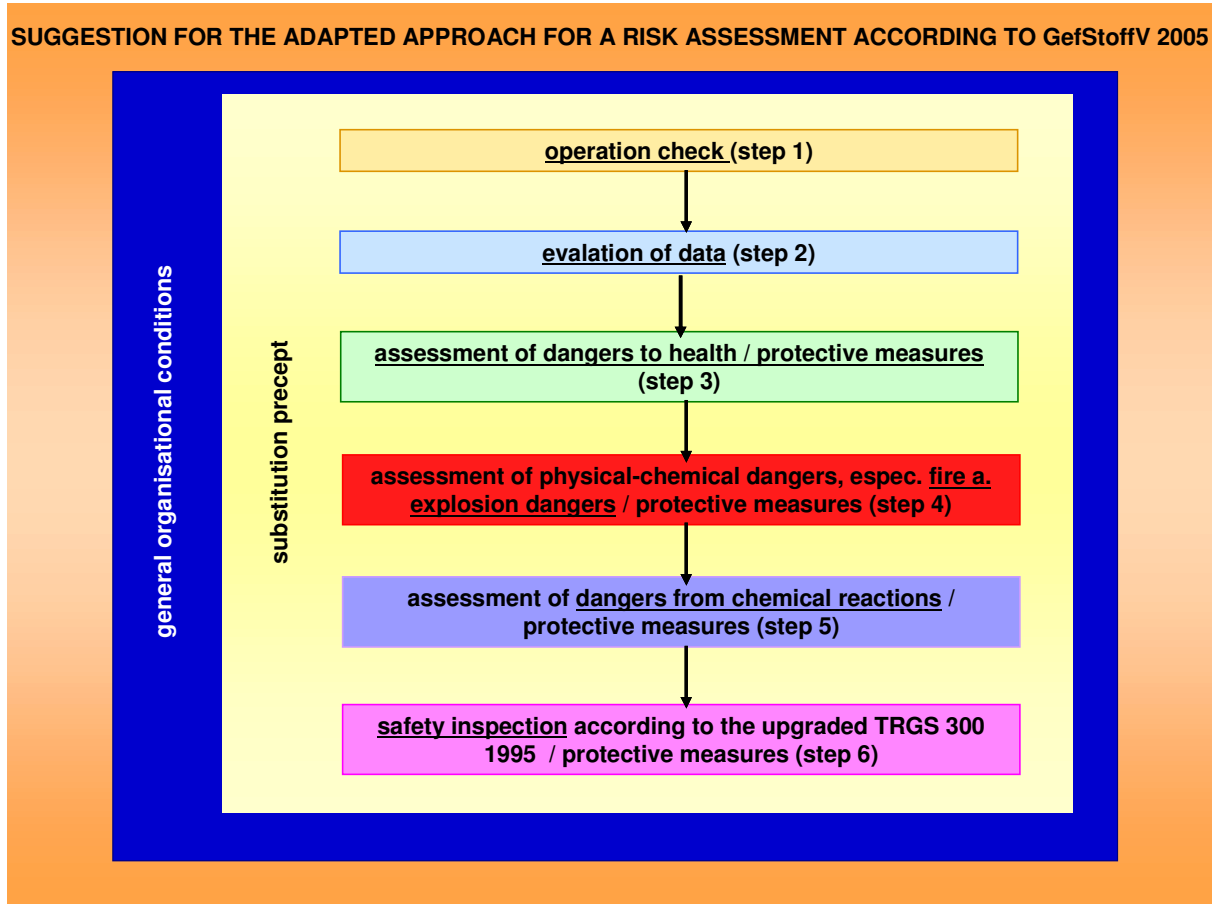 SUGGESTION FOR THE ADAPTED APPROACH FOR A RISK ASSESSMENT ACCORDING TO GefStoffV 2005
general organisational conditions
substitution precept
operation check (step 1)
evalation of data (step 2)
assessment of dangers to health / protective measures
(step 3)
assessment of physical-chemical dangers, espec. fire a.
explosion dangers / protective measures (step 4)
assessment of dangers from chemical reactions /
protective measures (step 5)
safety inspection according to the upgraded TRGS 300
1995 / protective measures (step 6)